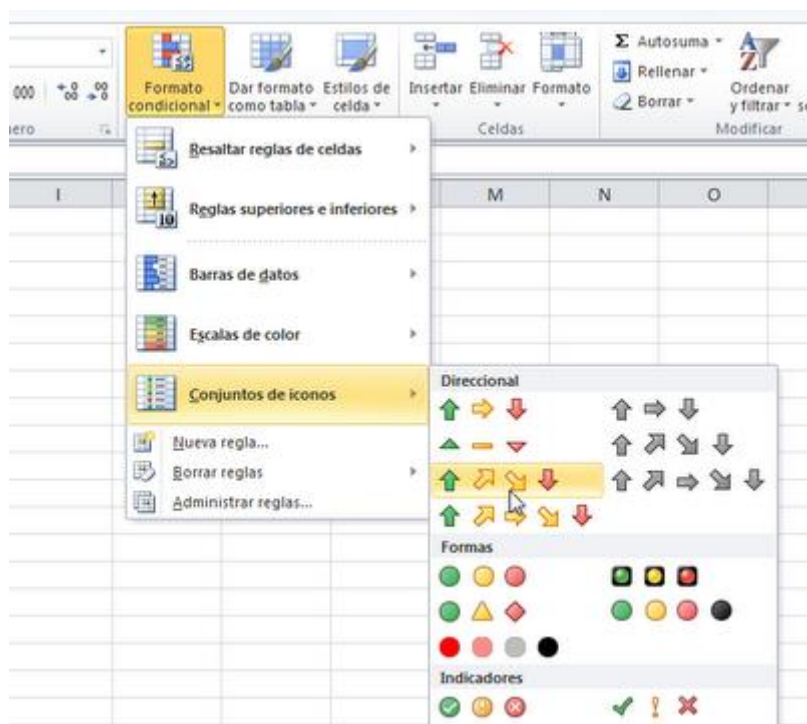 000
Formato
condicional
Dar formato
como tabla
Estilos de
celda
Insertar Eliminar Formato
Σ Autosuma
Rellenar
Borrar
Ordenar
y filtrar
ero
Celdas
Modificar
I
M
N
O
Resaltar reglas de celdas
Reglas superiores e inferiores
Barras de datos
Escalas de color
Conjuntos de iconos
Nueva regla...
Borrar reglas
Administrar reglas...
Direccional
Formas
Indicadores